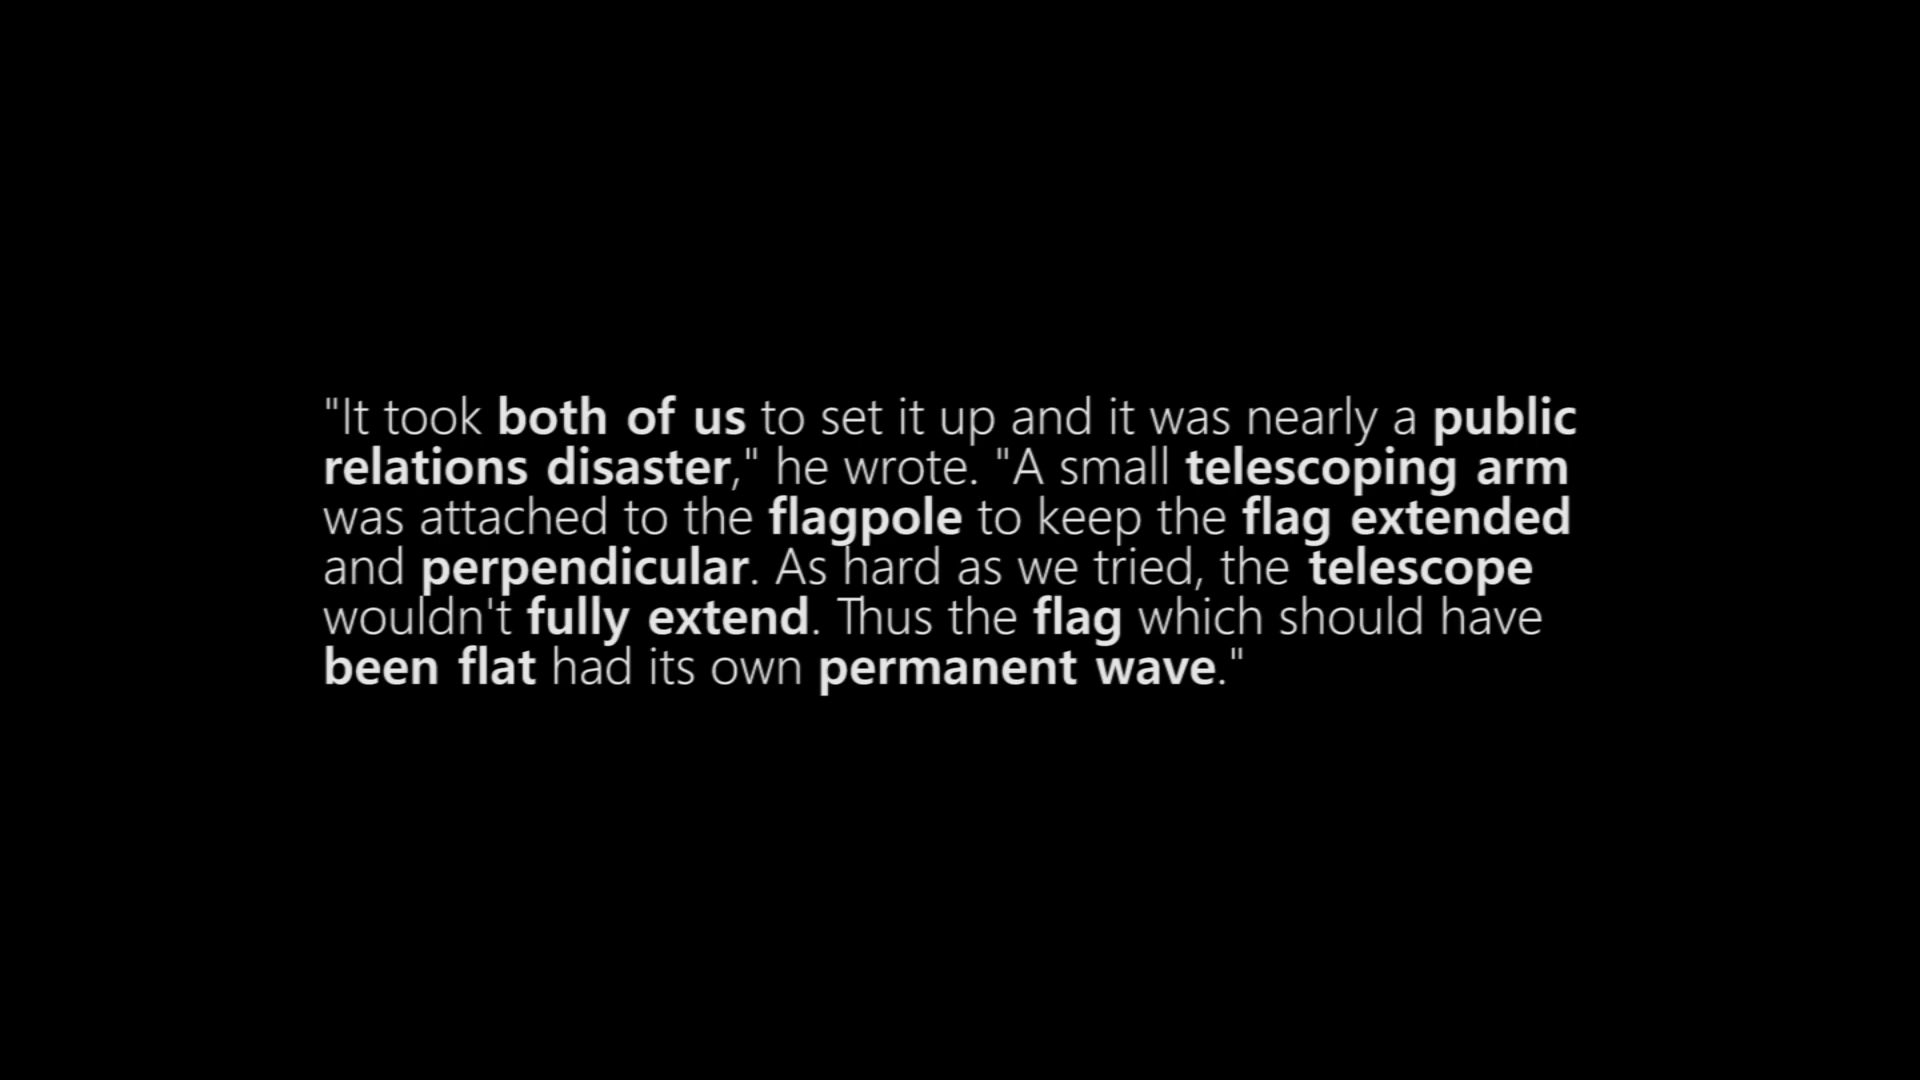 "It took both of us to set it up and it was nearly a public
relations disaster," he wrote. "A small telescoping arm
was attached to the flagpole to keep the flag extended
and perpendicular. As hard as we tried, the telescope
wouldn't fully extend. Thus the flag which should have
been flat had its own permanent wave."